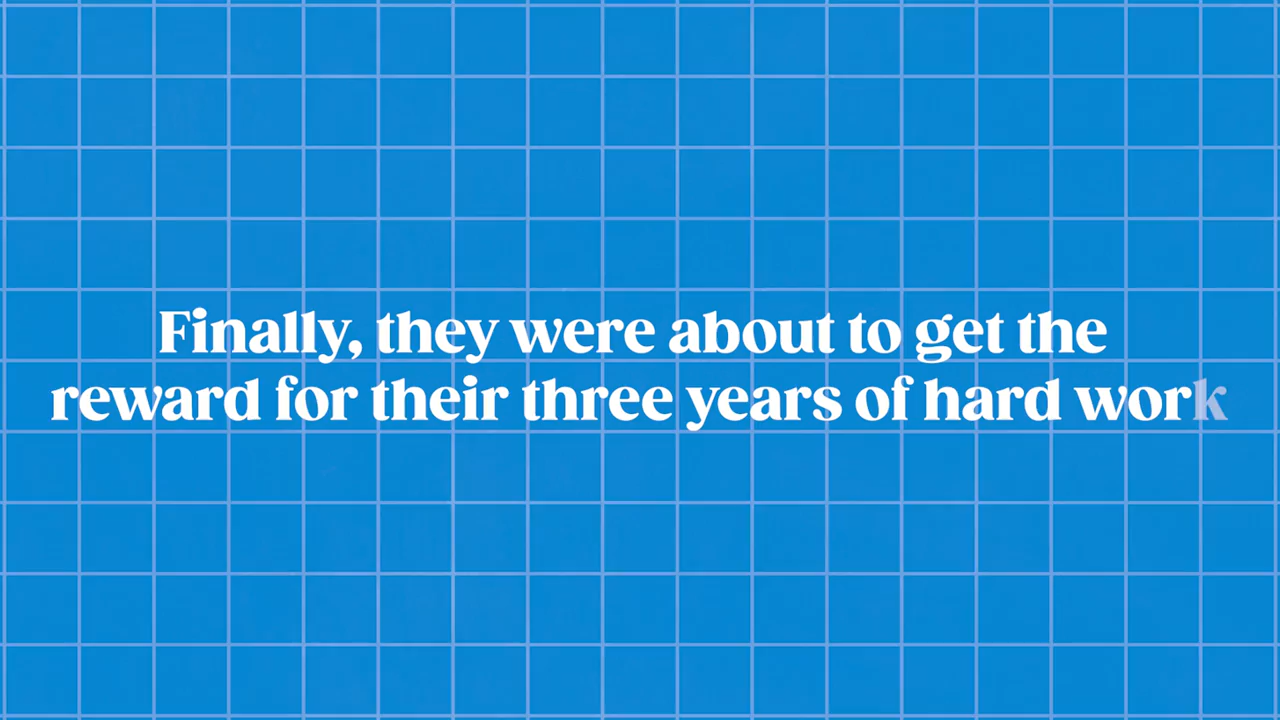 Finally, they were about to get the
reward for their three years of hard work